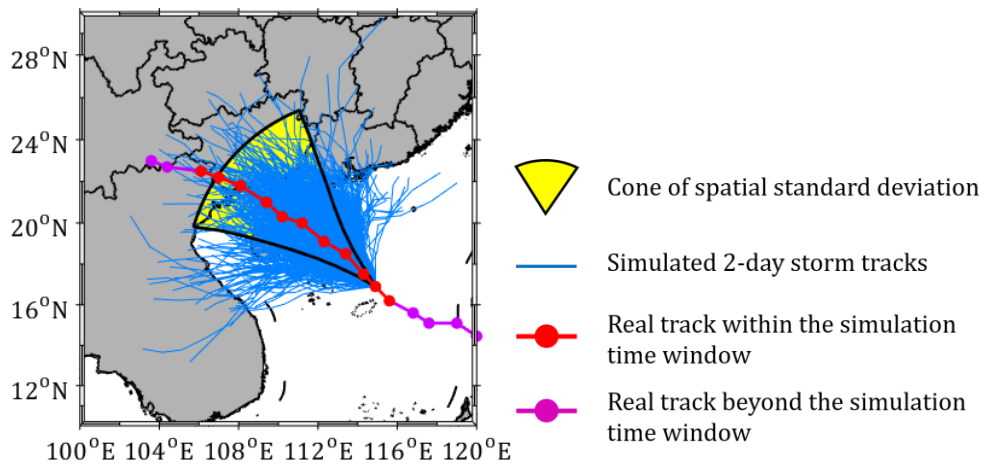 28°N
24°N
20°N
16°N
12°N
100°E 104°E 108°E 112°E 116°E 120°E
Cone of spatial standard deviation
Simulated 2-day storm tracks
Real track within the simulation
time window
Real track beyond the simulation
time window